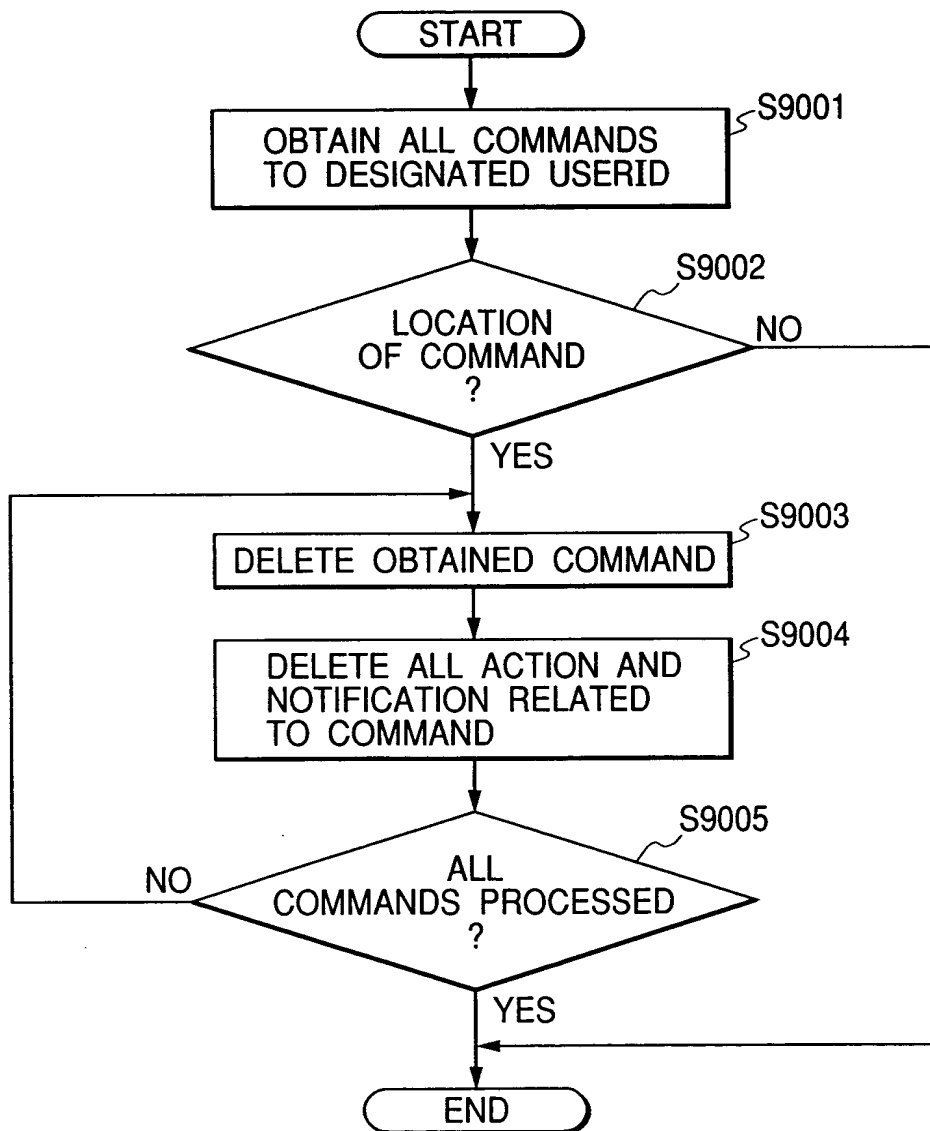 START
S9001
OBTAIN ALL COMMANDS
TO DESIGNATED USERID
S9002
LOCATION
OF COMMAND
?
NO
YES
S9003
DELETE OBTAINED COMMAND
S9004
DELETE ALL ACTION AND
NOTIFICATION RELATED
TO COMMAND
S9005
ALL
COMMANDS PROCESSED
?
NO
YES
END